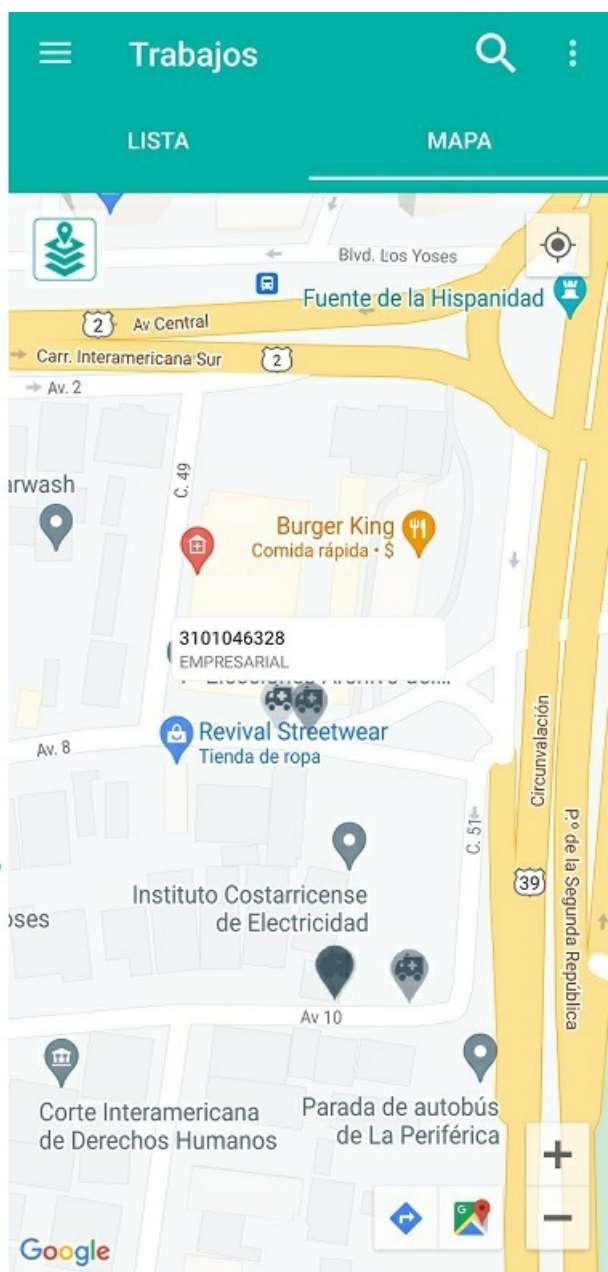 Trabajos
LISTA
MAPA
Blvd. Los Yoses
Fuente de la Hispanidad
2
Av Central
Carr. Interamericana Sur
2
Av. 2
arwash
C. 49
Burger King
Comida rápida • $
3101046328
EMPRESARIAL
Revival Streetwear
Tienda de ropa
Av. 8
Circunvalación
C. 51
P.º de la Segunda República
39
Instituto Costarricense
de Electricidad
oses
Av 10
Corte Interamericana
de Derechos Humanos
Parada de autobús
de La Periférica
+
−
G
Google